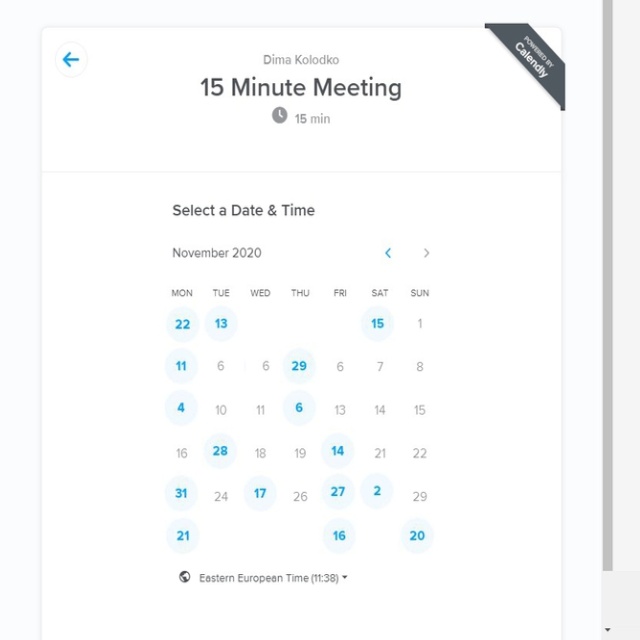 Dima Kolodko
POWERED BY
Calendly
15 Minute Meeting
15 min
Select a Date & Time
November 2020
MON TUE WED THU FRI SAT SUN
22 13 15 1
11 6 6 29 6 7 8
4 10 11 6 13 14 15
16 28 18 19 14 21 22
31 24 17 26 27 2 29
21 16 20
Eastern European Time (11:38)